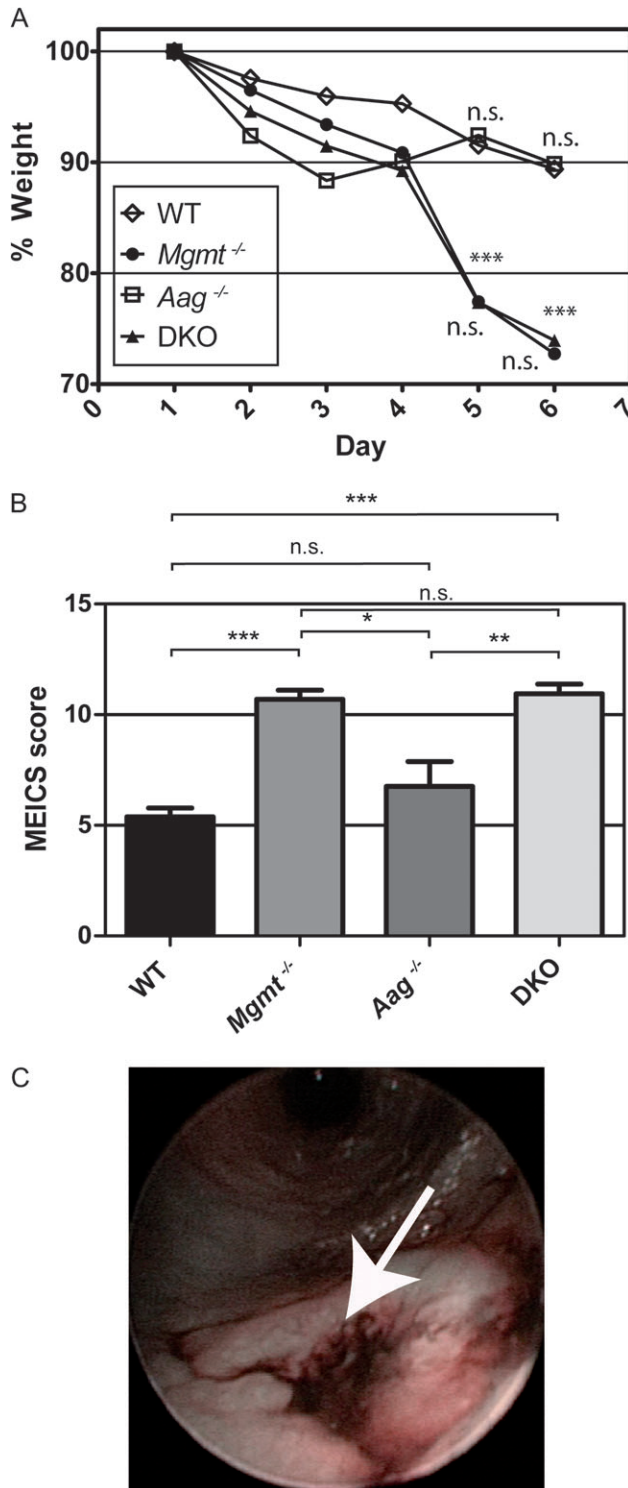 A
% Weight
100
90
80
70
n.s.
n.s.
WT
Mgmt -/-
Aag -/-
DKO
***
***
n.s.
n.s.
0 1 2 3 4 5 6 7
Day
B
***
n.s.
n.s.
*
***
**
MEICS score
15
10
5
0
WT
Mgmt -/-
Aag -/-
DKO
C